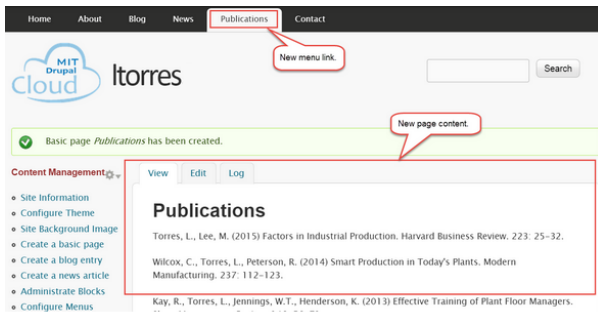 Home About Blog News Publications Contact
New menu link.
MIT
Drupal
Cloud
ltorres
Search
New page content.
Basic page Publications has been created.
Content Management
View Edit Log
Site Information
Configure Theme
Site Background Image
Create a basic page
Create a blog entry
Create a news article
Administrate Blocks
Configure Menus
Publications
Torres, L., Lee, M. (2015) Factors in Industrial Production. Harvard Business Review. 223: 25-32.
Wilcox, C., Torres, L., Peterson, R. (2014) Smart Production in Today's Plants. Modern
Manufacturing. 237: 112-123.
Kay, R., Torres, L., Jennings, W.T., Henderson, K. (2013) Effective Training of Plant Floor Managers.